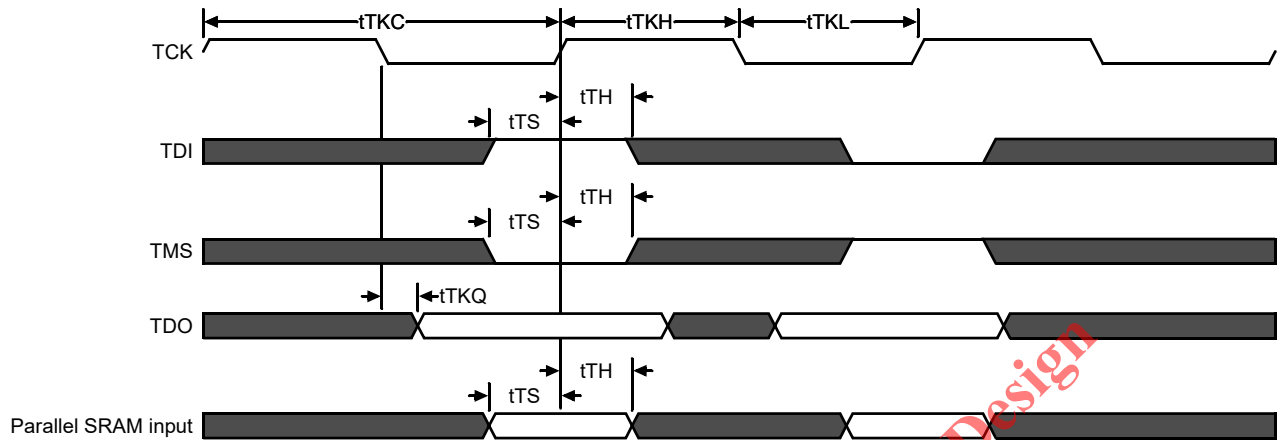 tTKC tTKH tTKL
TCK
tTH
tTS
TDI
tTH
tTS
TMS
tTKQ
TDO
tTH
tTS
Parallel SRAM input
Design